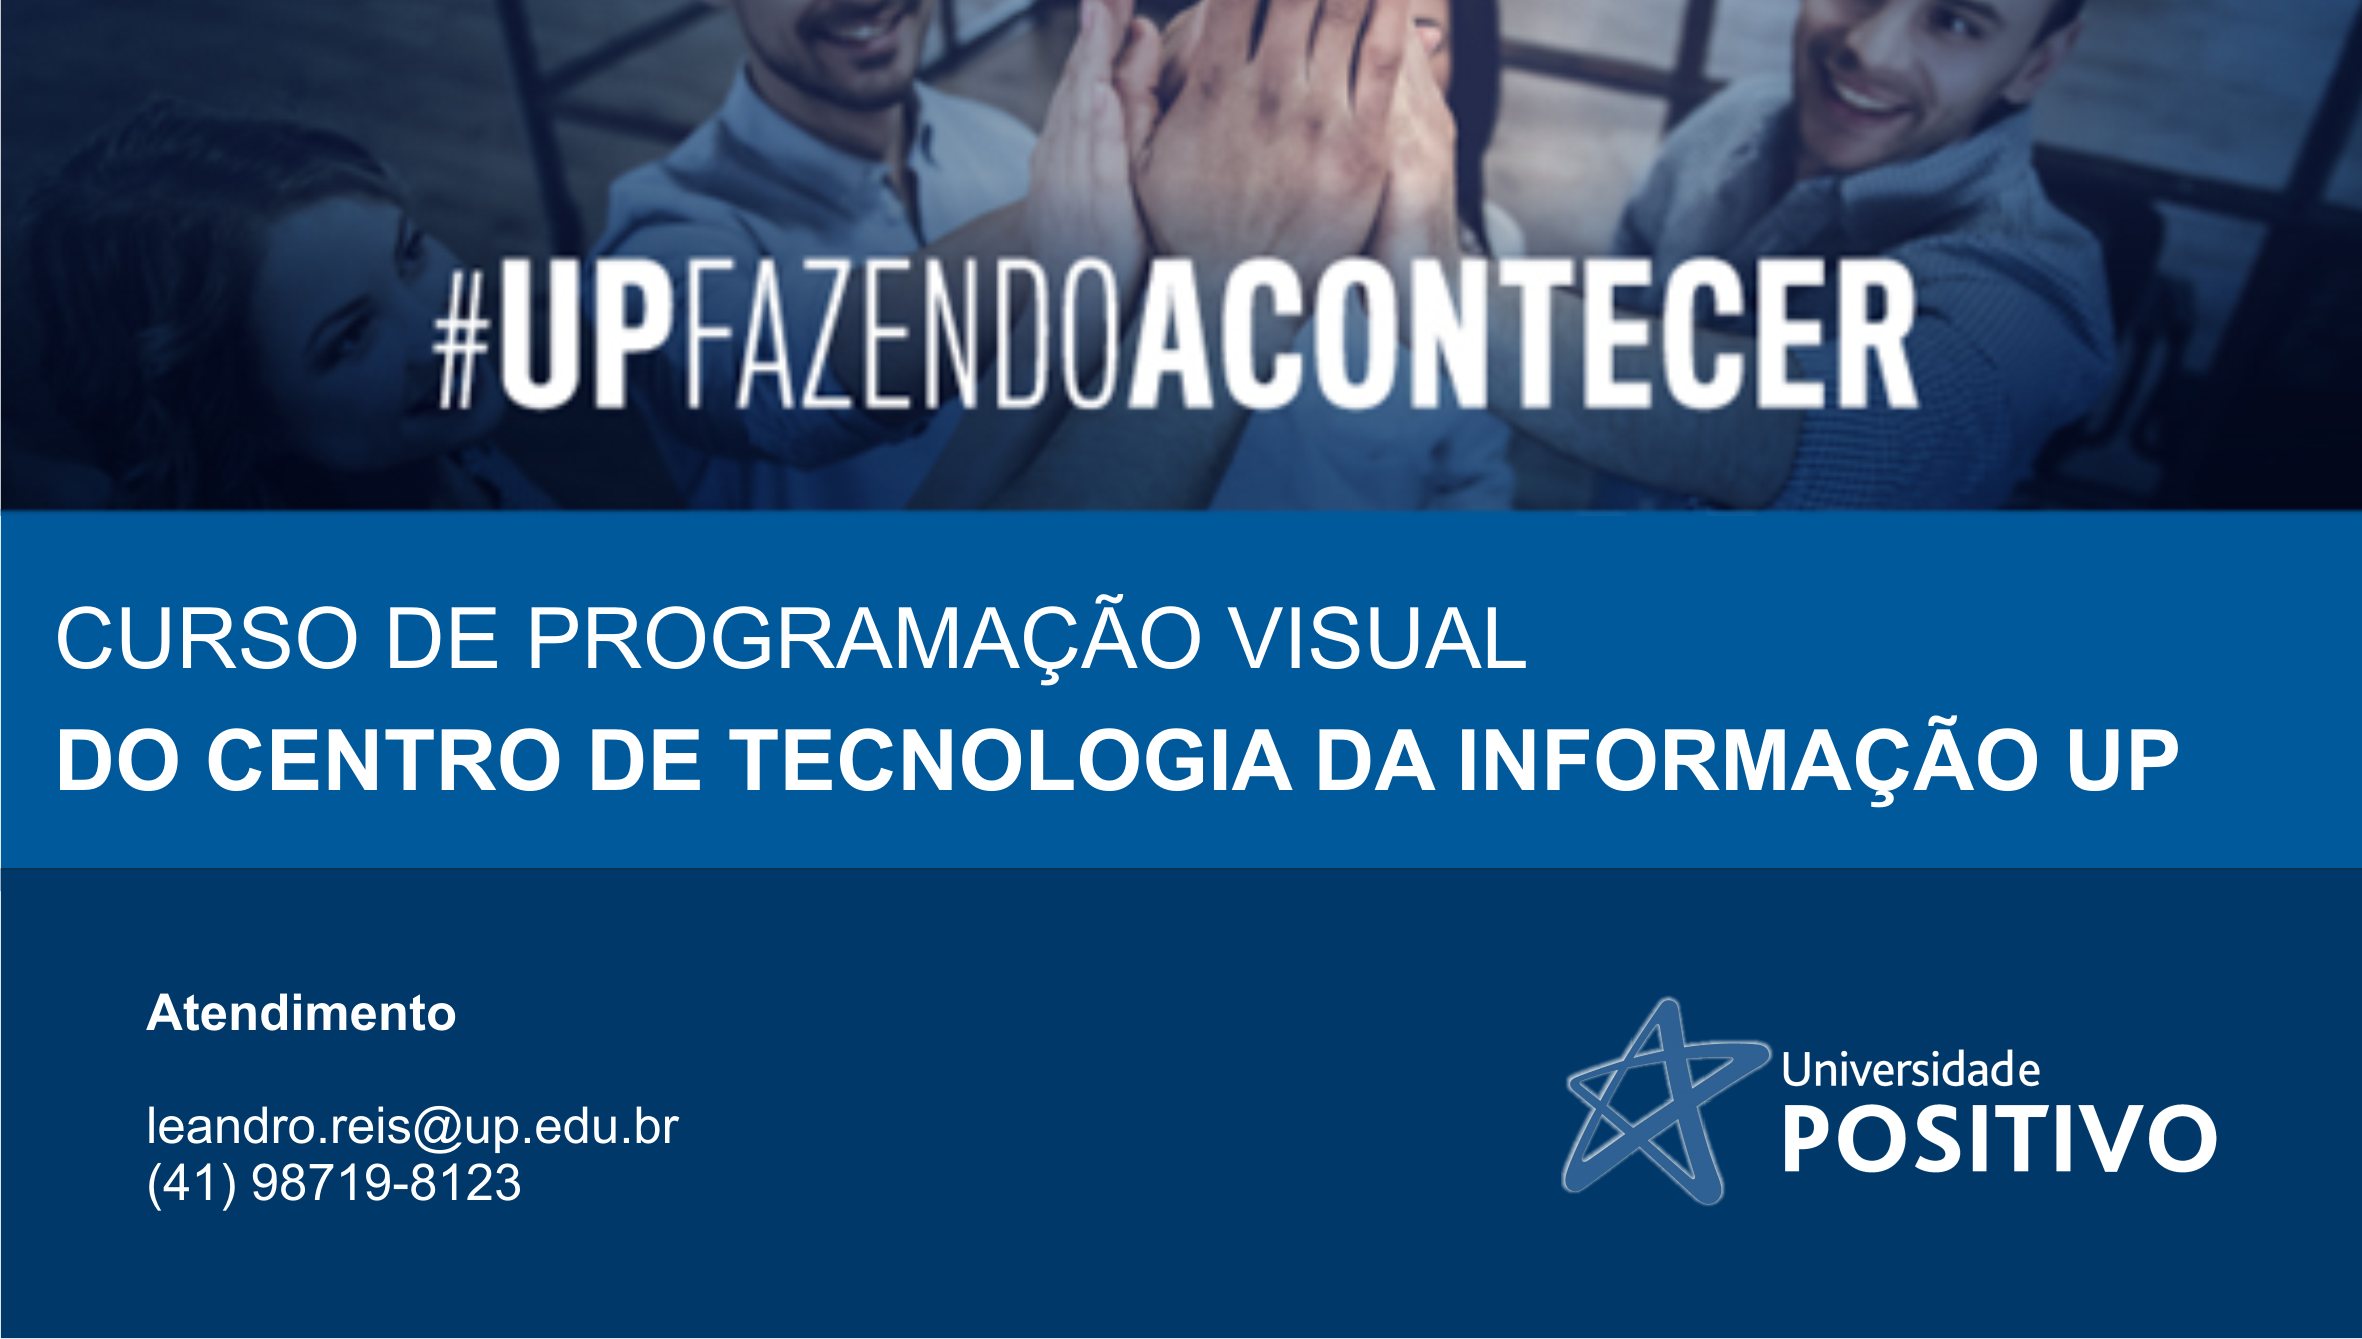 #UPFAZENDOACONTECER
CURSO DE PROGRAMAÇÃO VISUAL
DO CENTRO DE TECNOLOGIA DA INFORMAÇÃO UP
Atendimento
leandro.reis@up.edu.br
(41) 98719-8123
Universidade
POSITIVO